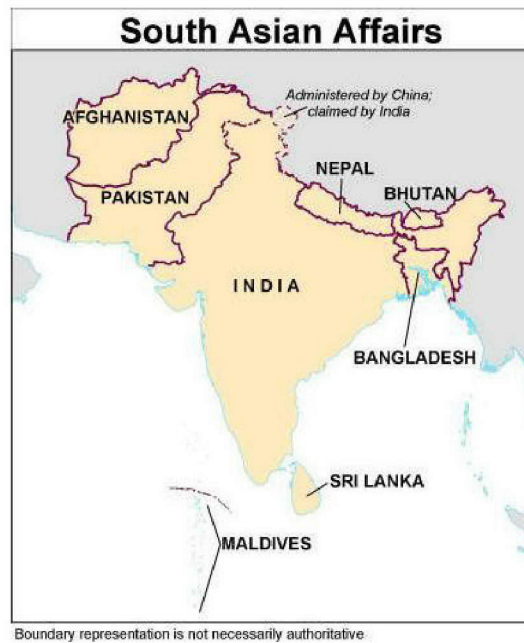 South Asian Affairs
Administered by China;
claimed by India
AFGHANISTAN
NEPAL
PAKISTAN
BHUTAN
INDIA
BANGLADESH
SRI LANKA
MALDIVES
Boundary representation is not necessarily authoritative